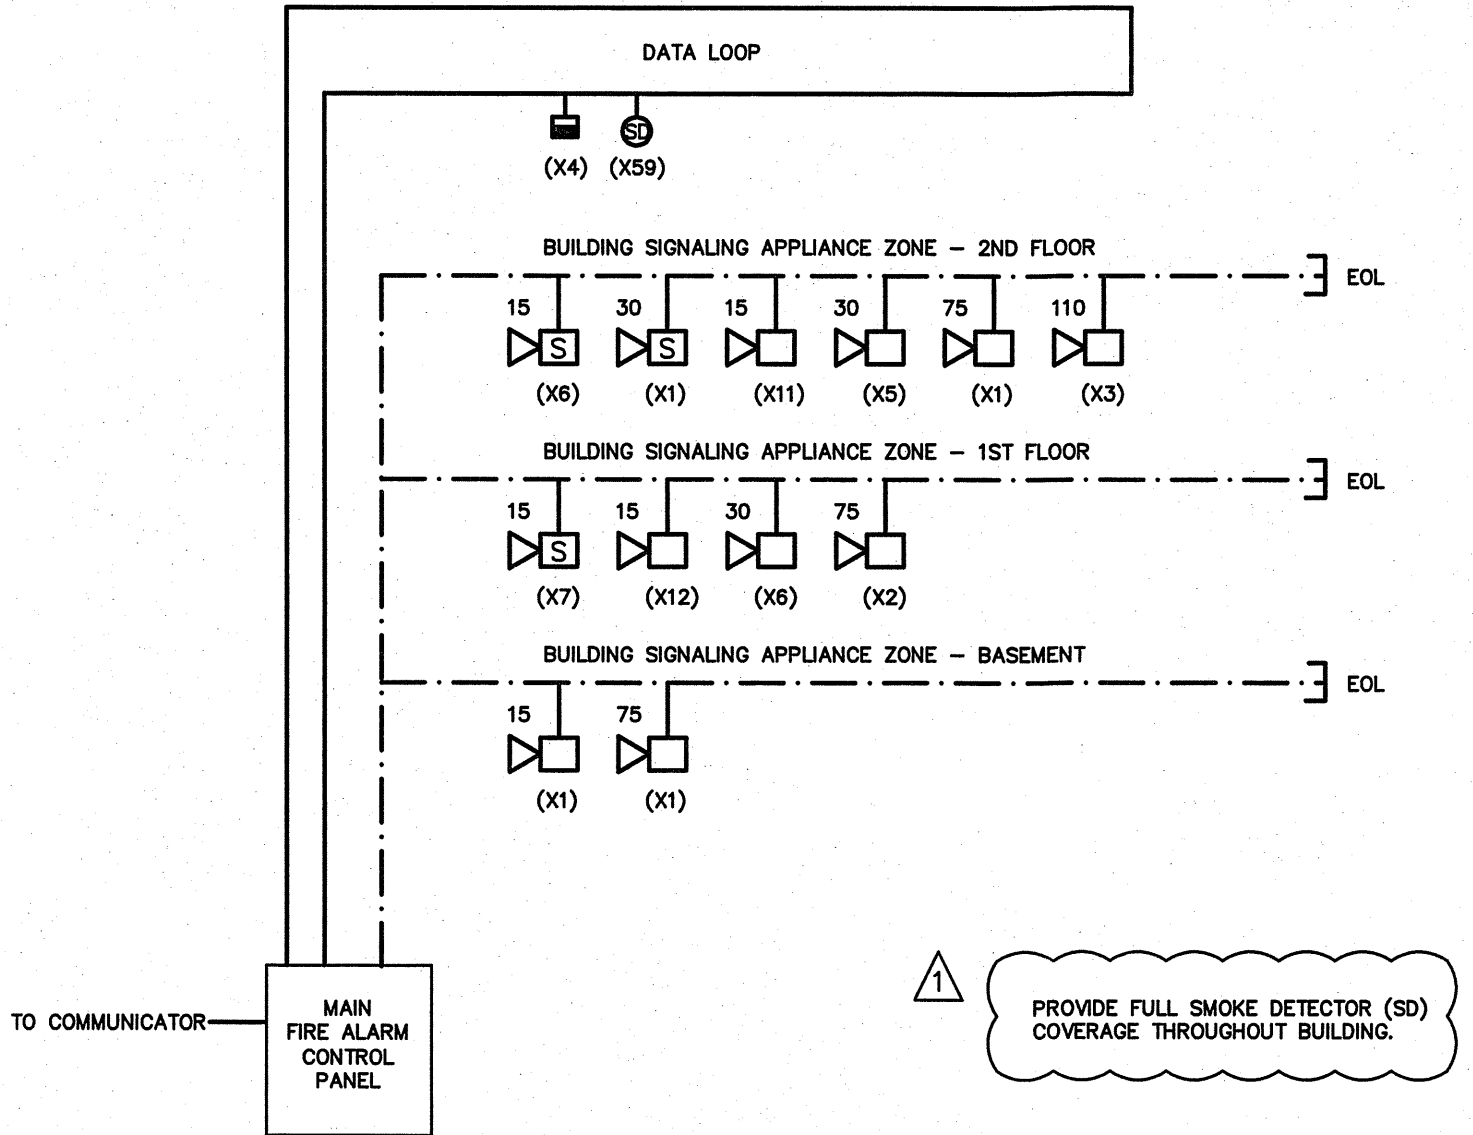 DATA LOOP
SD
(X4) (X59)
BUILDING SIGNALING APPLIANCE ZONE – 2ND FLOOR
EOL
15 30 15 30 75 110
S S
(X6) (X1) (X11) (X5) (X1) (X3)
BUILDING SIGNALING APPLIANCE ZONE – 1ST FLOOR
EOL
15 15 30 75
S
(X7) (X12) (X6) (X2)
BUILDING SIGNALING APPLIANCE ZONE – BASEMENT
EOL
15 75
(X1) (X1)
TO COMMUNICATOR
MAIN
FIRE ALARM
CONTROL
PANEL
1
PROVIDE FULL SMOKE DETECTOR (SD)
COVERAGE THROUGHOUT BUILDING.